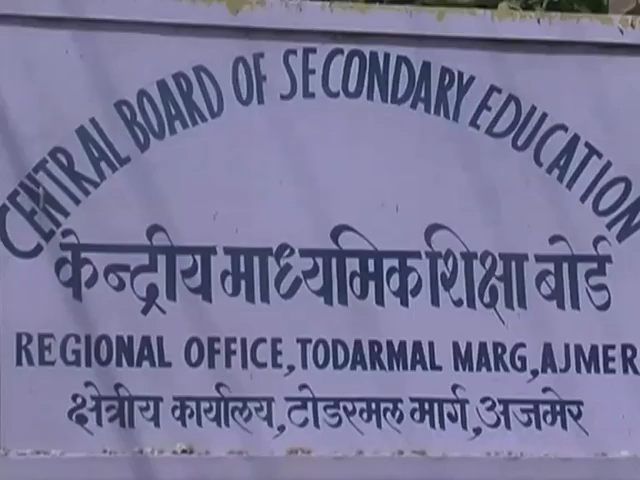 CENTRAL BOARD OF SECONDARY EDUCATION
केन्द्रीय माध्यमिक शिक्षा बोर्ड
REGIONAL OFFICE, TODARMAL MARG, AJMER
क्षेत्रीय कार्यालय, टोडरमल मार्ग, अजमेर